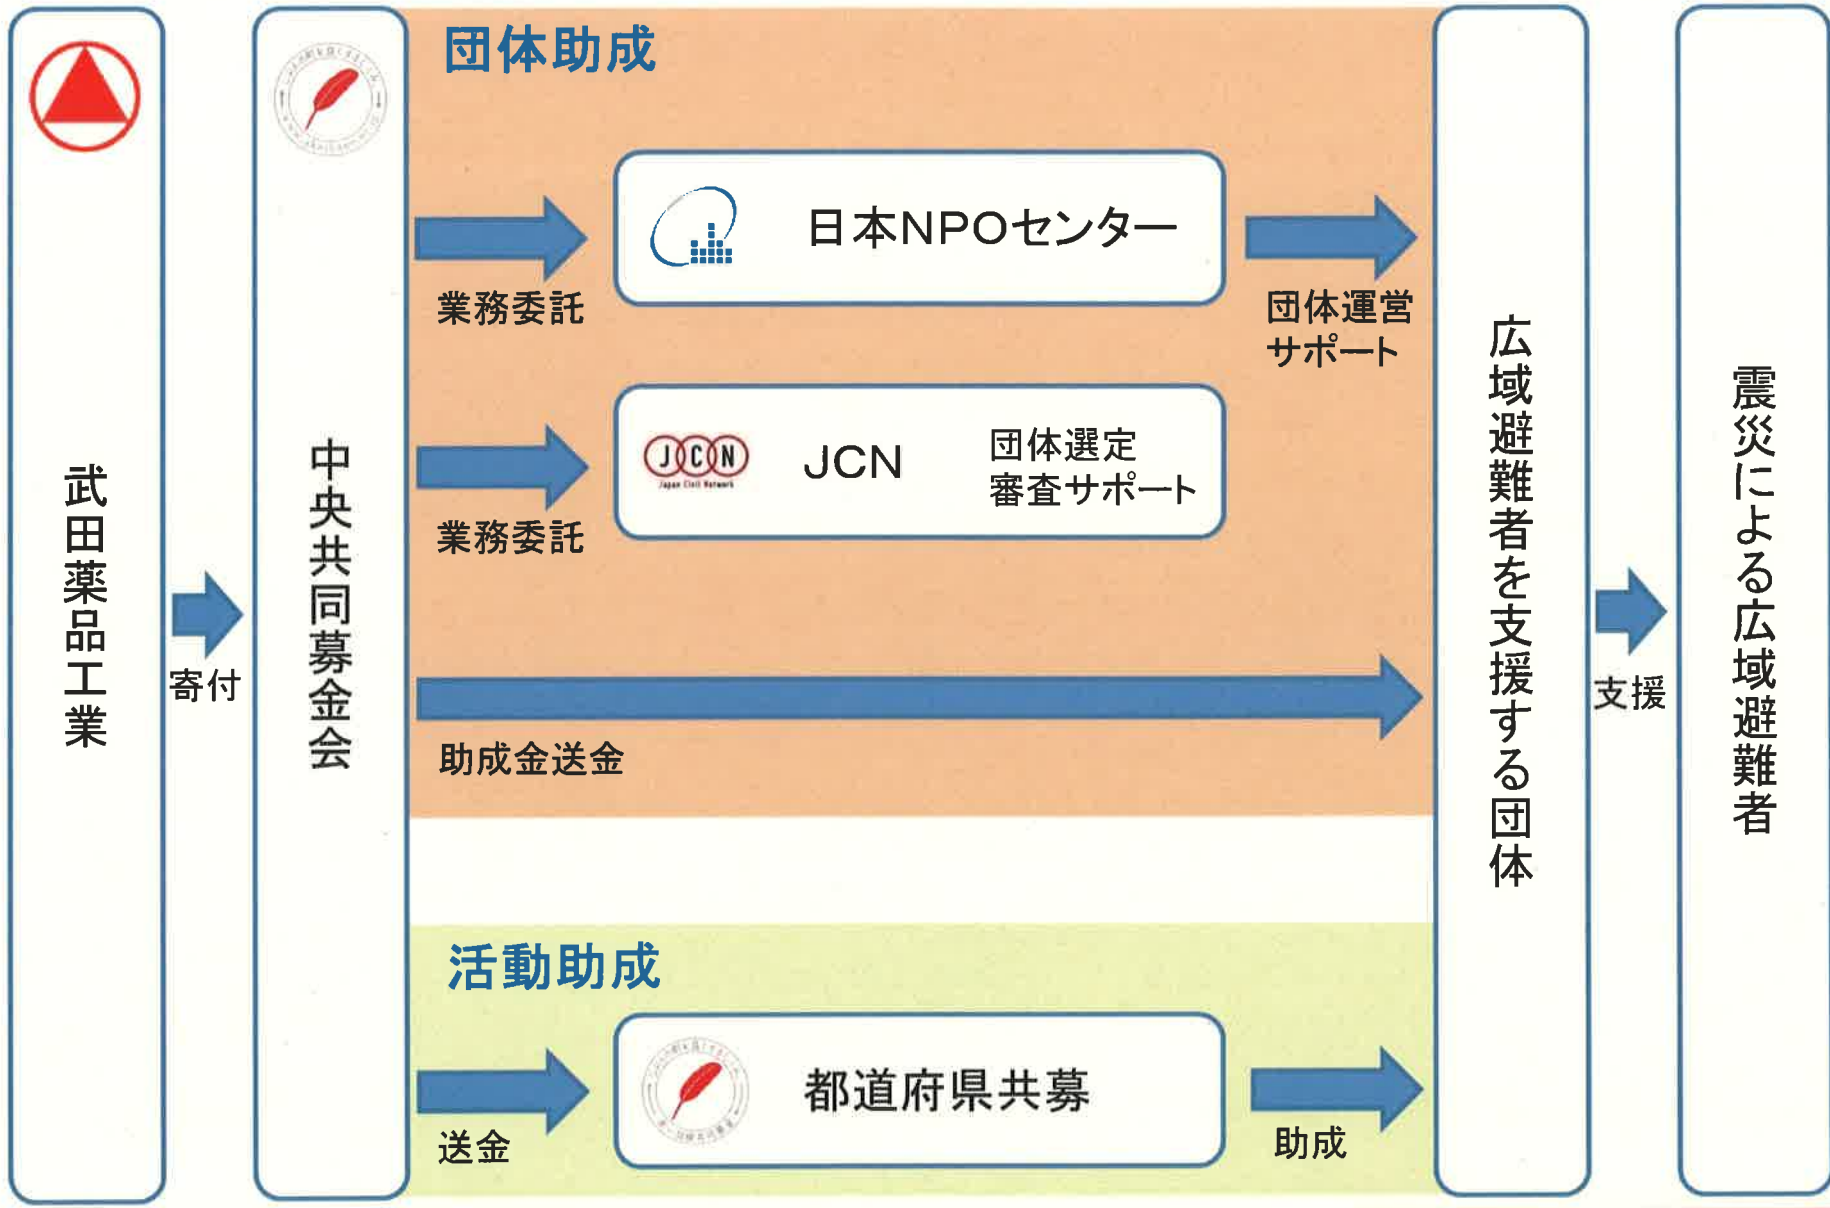 武田薬品工業
寄付
中央共同募金会
団体助成
業務委託
日本NPOセンター
団体運営
サポート
業務委託
JCN
Japan Civil Network
JCN
団体選定
審査サポート
助成金送金
活動助成
送金
都道府県共募
助成
広域避難者を支援する団体
支援
震災による広域避難者